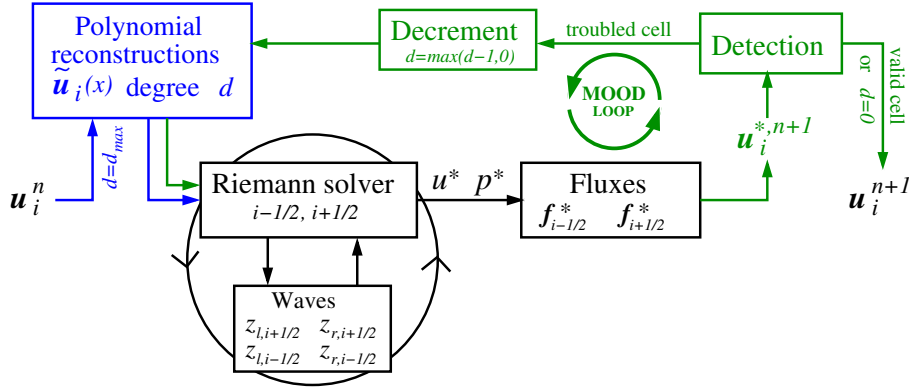 Polynomial
reconstructions
ũ_i(x) degree d
Decrement
d=max(d−1,0)
troubled cell
Detection
valid cell
or d=0
MOOD
LOOP
d=d_max
u_i^n
Riemann solver
i−1/2, i+1/2
u* p*
Fluxes
f*_{i−1/2} f*_{i+1/2}
u_i^{*,n+1}
u_i^{n+1}
Waves
z_{l,i+1/2} z_{r,i+1/2}
z_{l,i−1/2} z_{r,i−1/2}